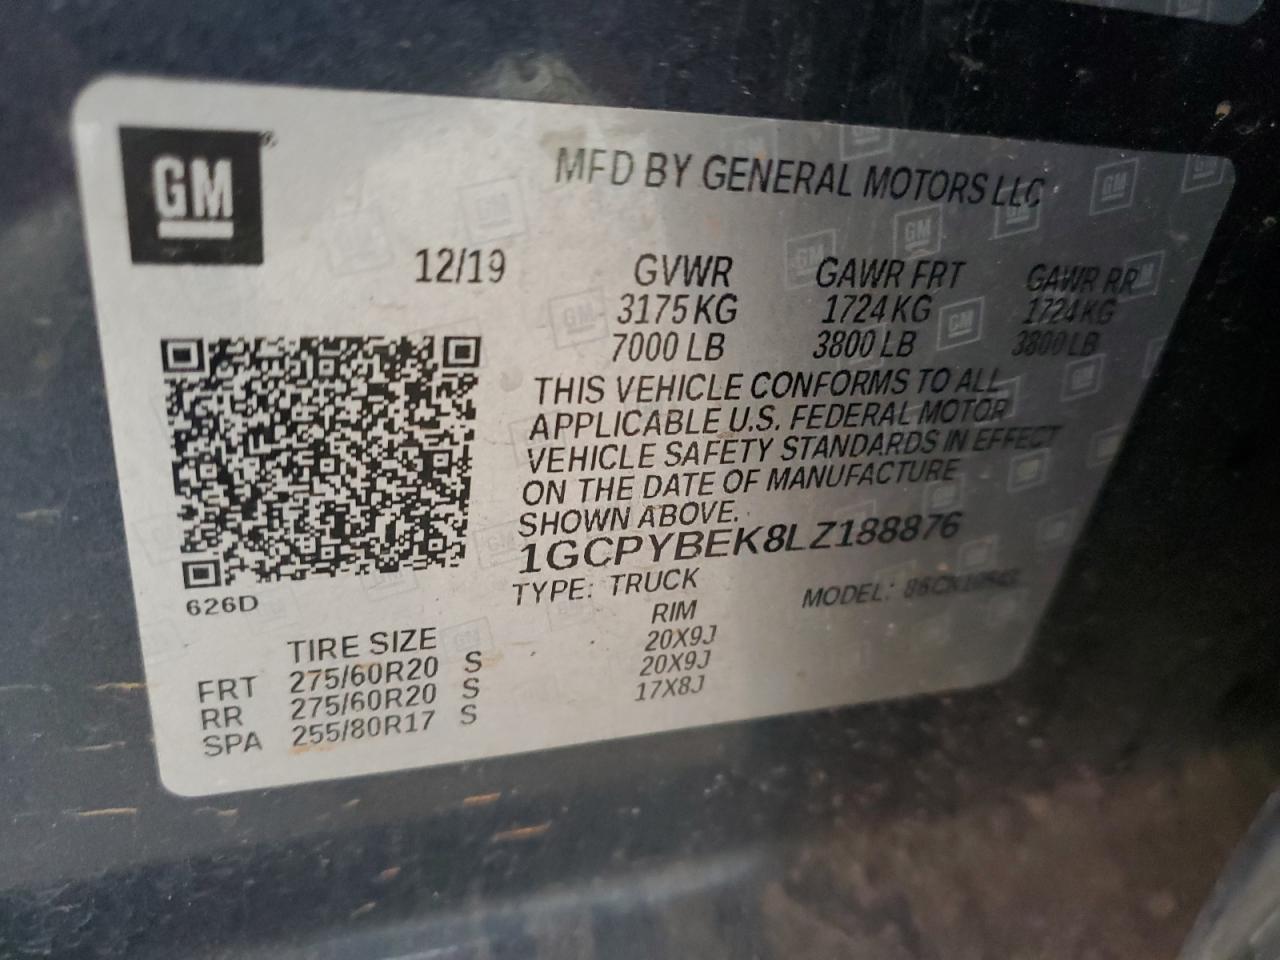 GM
MFD BY GENERAL MOTORS LLC
12/19
GVWR GAWR FRT GAWR RR
3175 KG 1724 KG 1724 KG
7000 LB 3800 LB 3800 LB
THIS VEHICLE CONFORMS TO ALL
APPLICABLE U.S. FEDERAL MOTOR
VEHICLE SAFETY STANDARDS IN EFFECT
ON THE DATE OF MANUFACTURE
SHOWN ABOVE.
1GCPYBEK8LZ188876
TYPE: TRUCK MODEL:
626D
TIRE SIZE RIM
FRT 275/60R20 S 20X9J
RR 275/60R20 S 20X9J
SPA 255/80R17 S 17X8J